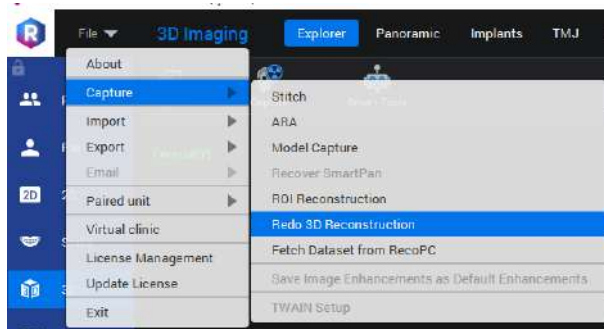 R
File
3D Imaging
Explorer
Panoramic
Implants
TMJ
About
Capture
Import
Export
Email
Paired unit
Virtual clinic
License Management
Update License
Exit
Stitch
ARA
Model Capture
Recover SmartPan
ROI Reconstruction
Redo 3D Reconstruction
Fetch Dataset from RecoPC
Save Image Enhancements as Default Enhancements
TWAIN Setup
2D